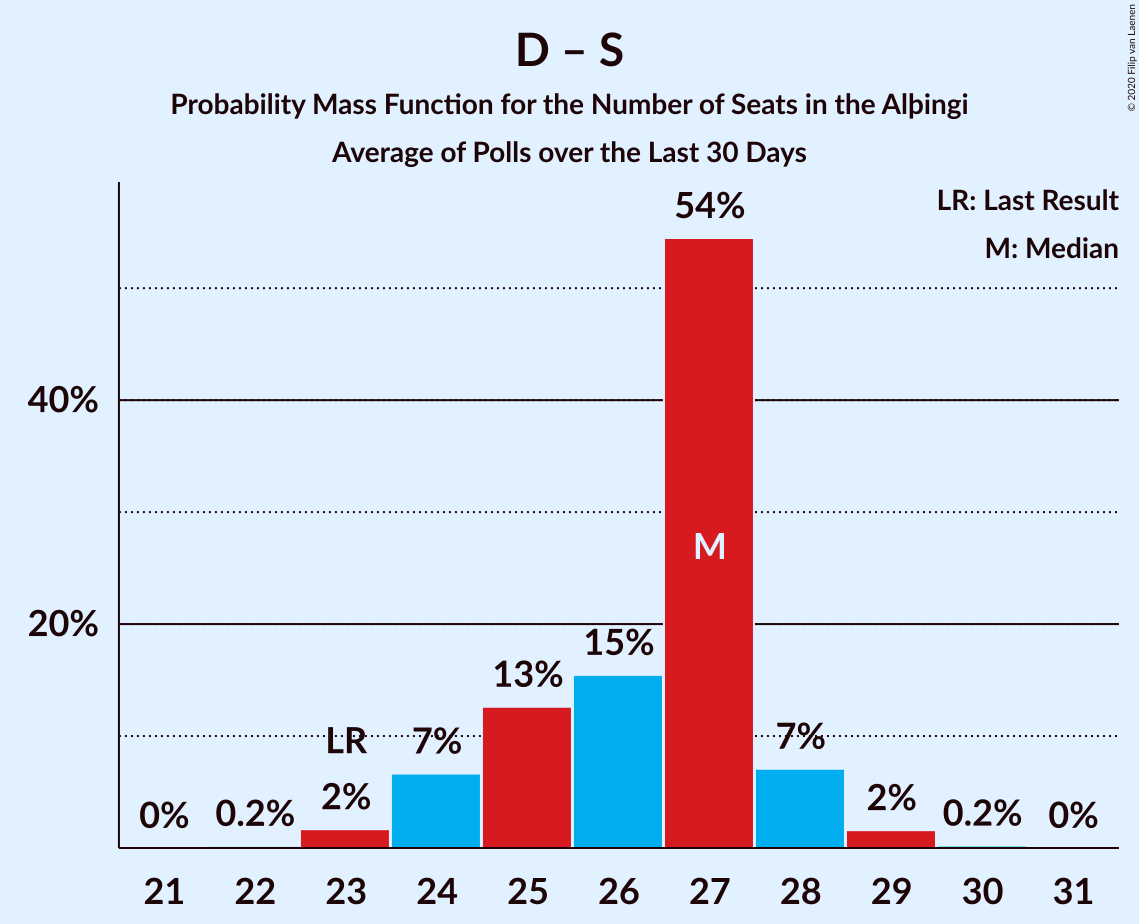 D – S
Probability Mass Function for the Number of Seats in the Alþingi
Average of Polls over the Last 30 Days
© 2020 Filip van Laenen
LR: Last Result
M: Median
54%
40%
M
20%
15%
13%
LR
7%
7%
0%
0.2%
2%
2%
0.2%
0%
21 22 23 24 25 26 27 28 29 30 31